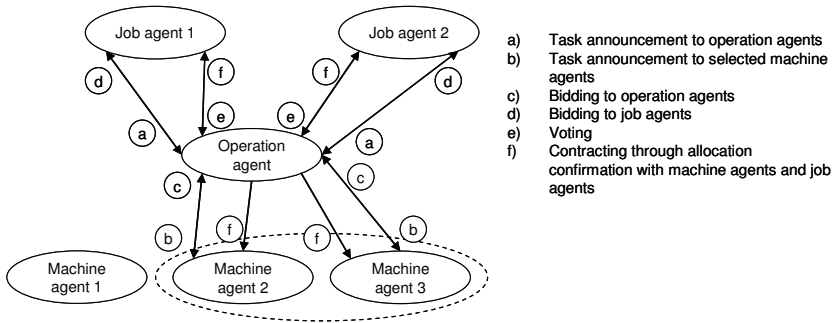 Job agent 1
Job agent 2
f
f
d
d
e
e
a
a
Operation
agent
c
c
b
f
f
b
Machine
agent 1
Machine
agent 2
Machine
agent 3
a) Task announcement to operation agents
b) Task announcement to selected machine
agents
c) Bidding to operation agents
d) Bidding to job agents
e) Voting
f) Contracting through allocation
confirmation with machine agents and job
agents